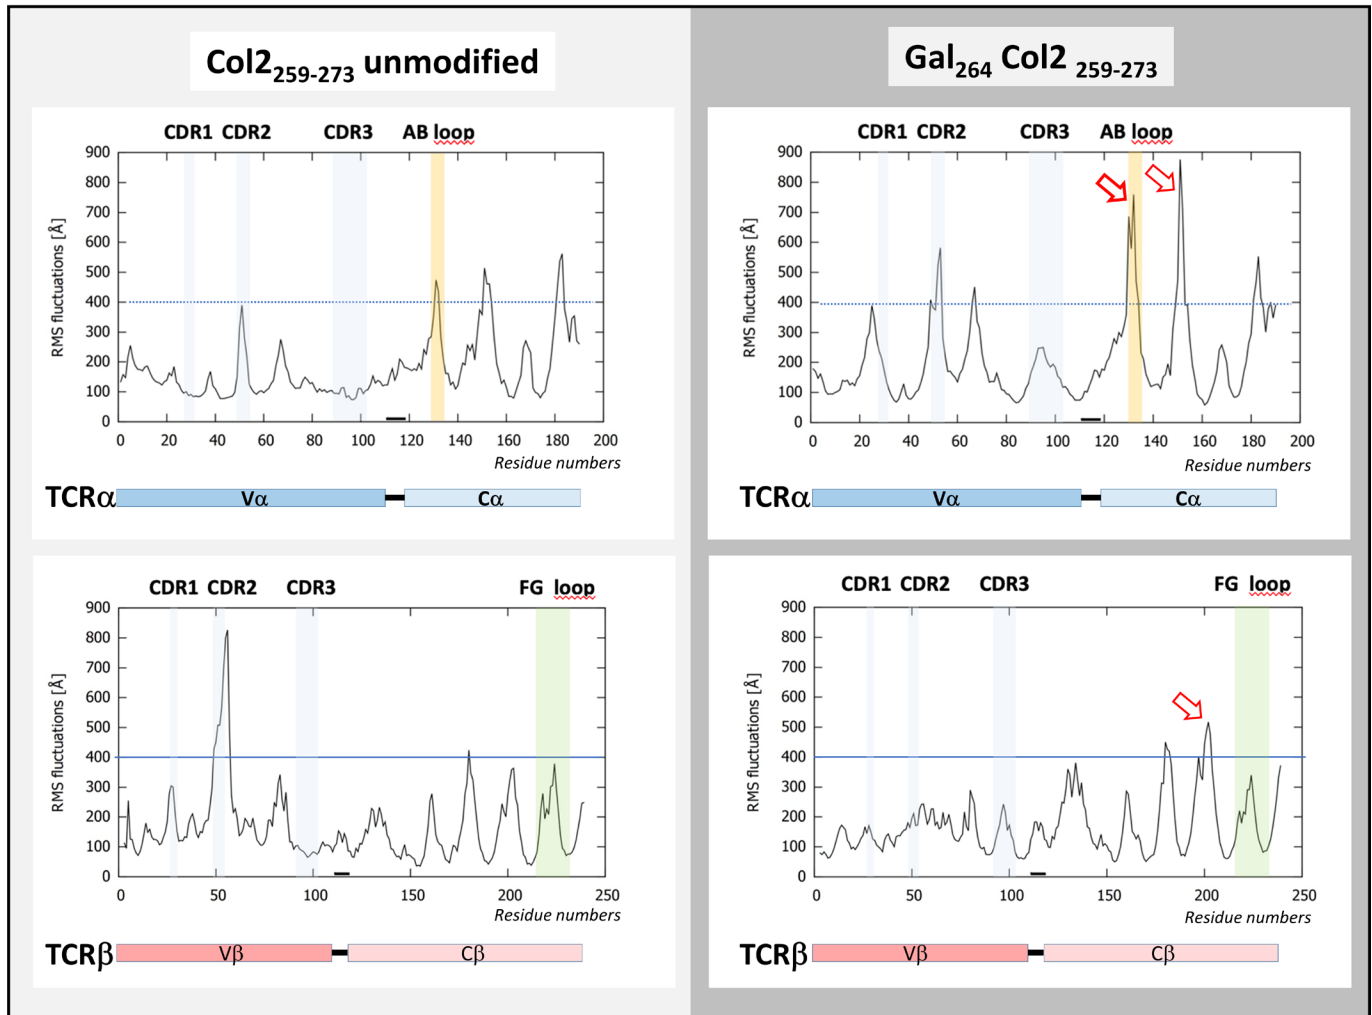 Col2259-273 unmodified
Gal264 Col2 259-273
CDR1 CDR2 CDR3 AB loop
900
800
700
600
500
400
300
200
100
0
RMS fluctuations [Å]
0 20 40 60 80 100 120 140 160 180 200
Residue numbers
TCRα Vα Cα
CDR1 CDR2 CDR3 AB loop
900
800
700
600
500
400
300
200
100
0
RMS fluctuations [Å]
0 20 40 60 80 100 120 140 160 180 200
Residue numbers
TCRα Vα Cα
CDR1 CDR2 CDR3 FG loop
900
800
700
600
500
400
300
200
100
0
RMS fluctuations [Å]
0 50 100 150 200 250
Residue numbers
TCRβ Vβ Cβ
CDR1 CDR2 CDR3 FG loop
900
800
700
600
500
400
300
200
100
0
RMS fluctuations [Å]
0 50 100 150 200 250
Residue numbers
TCRβ Vβ Cβ